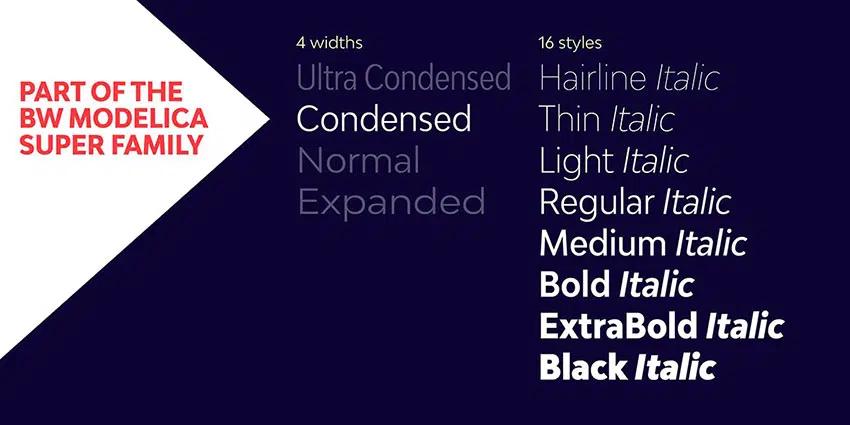 PART OF THE
BW MODELICA
SUPER FAMILY
4 widths
Ultra Condensed
Condensed
Normal
Expanded
16 styles
Hairline Italic
Thin Italic
Light Italic
Regular Italic
Medium Italic
Bold Italic
ExtraBold Italic
Black Italic